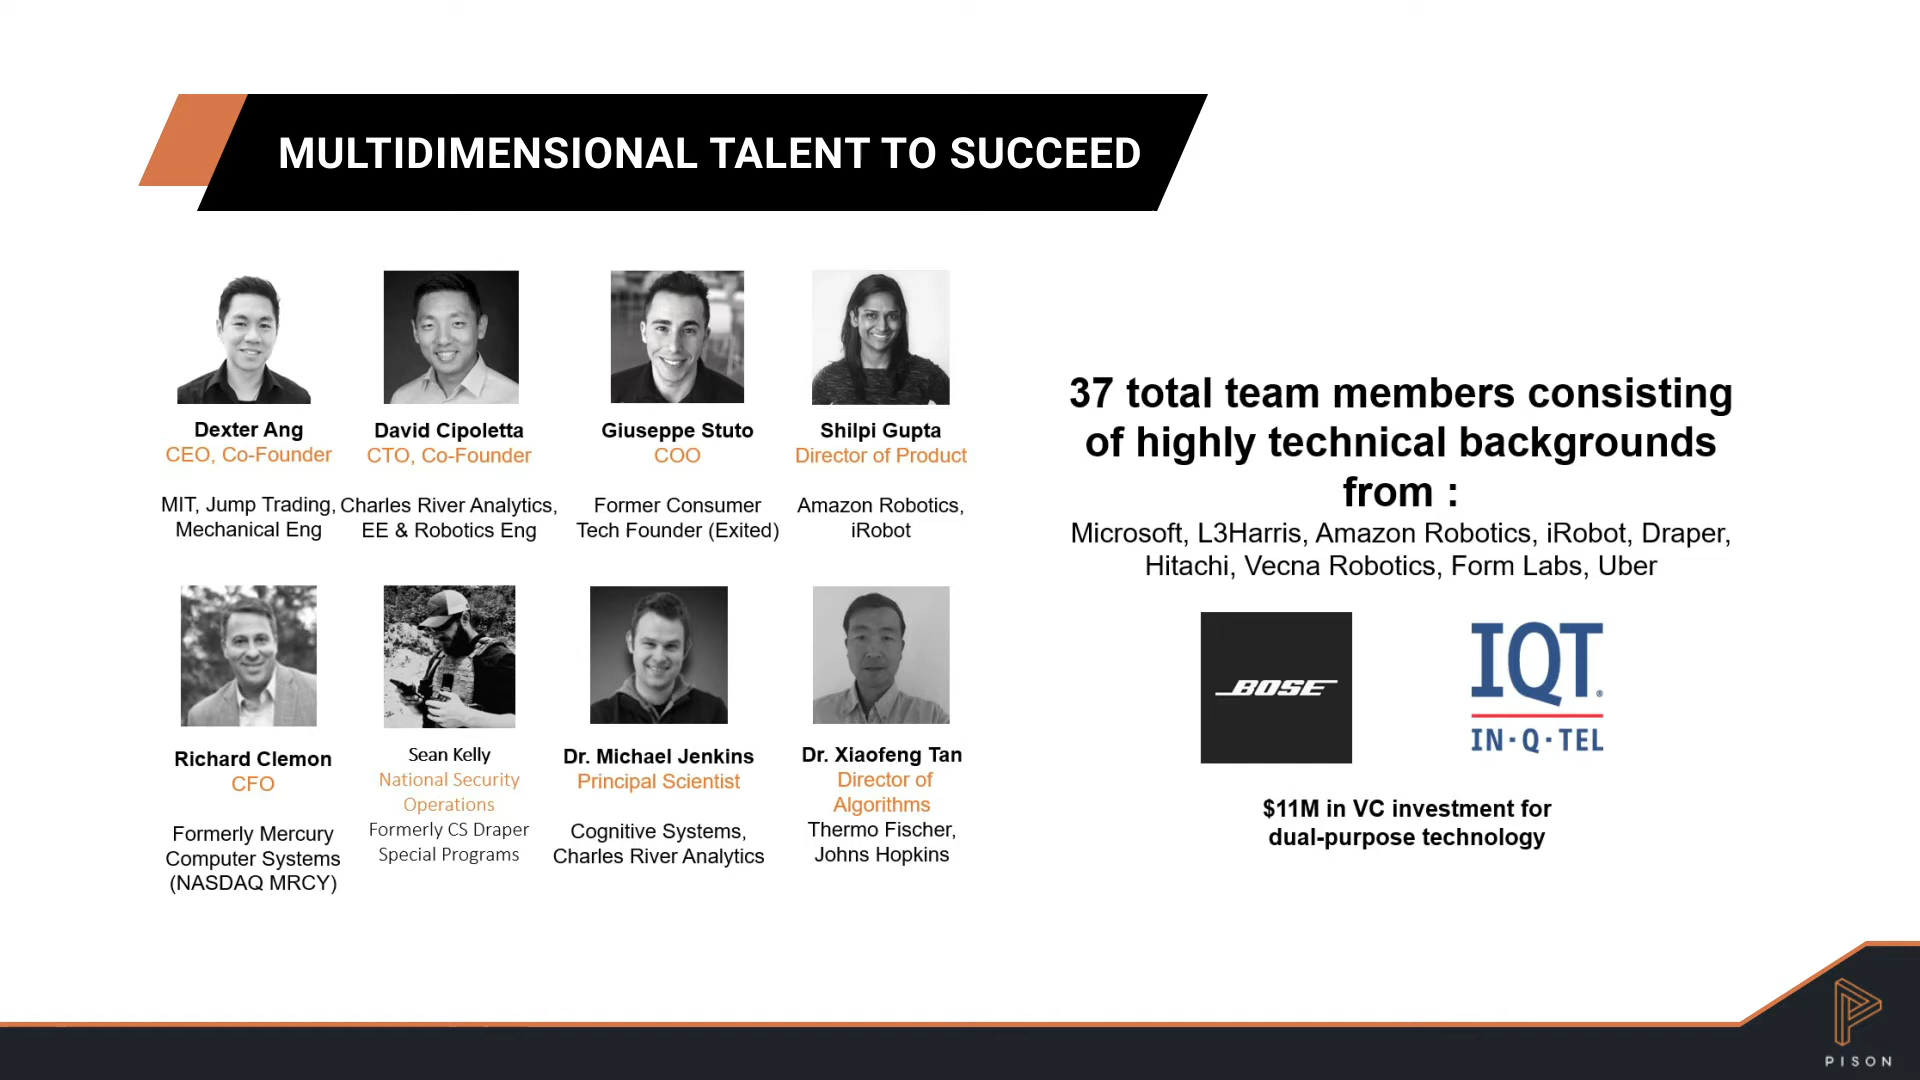 MULTIDIMENSIONAL TALENT TO SUCCEED
Dexter Ang
CEO, Co-Founder
MIT, Jump Trading,
Mechanical Eng
David Cipoletta
CTO, Co-Founder
Charles River Analytics,
EE & Robotics Eng
Giuseppe Stuto
COO
Former Consumer
Tech Founder (Exited)
Shilpi Gupta
Director of Product
Amazon Robotics,
iRobot
Richard Clemon
CFO
Formerly Mercury
Computer Systems
(NASDAQ MRCY)
Sean Kelly
National Security
Operations
Formerly CS Draper
Special Programs
Dr. Michael Jenkins
Principal Scientist
Cognitive Systems,
Charles River Analytics
Dr. Xiaofeng Tan
Director of
Algorithms
Thermo Fischer,
Johns Hopkins
37 total team members consisting
of highly technical backgrounds
from :
Microsoft, L3Harris, Amazon Robotics, iRobot, Draper,
Hitachi, Vecna Robotics, Form Labs, Uber
BOSE
IQT®
IN·Q·TEL
$11M in VC investment for
dual-purpose technology
PISON